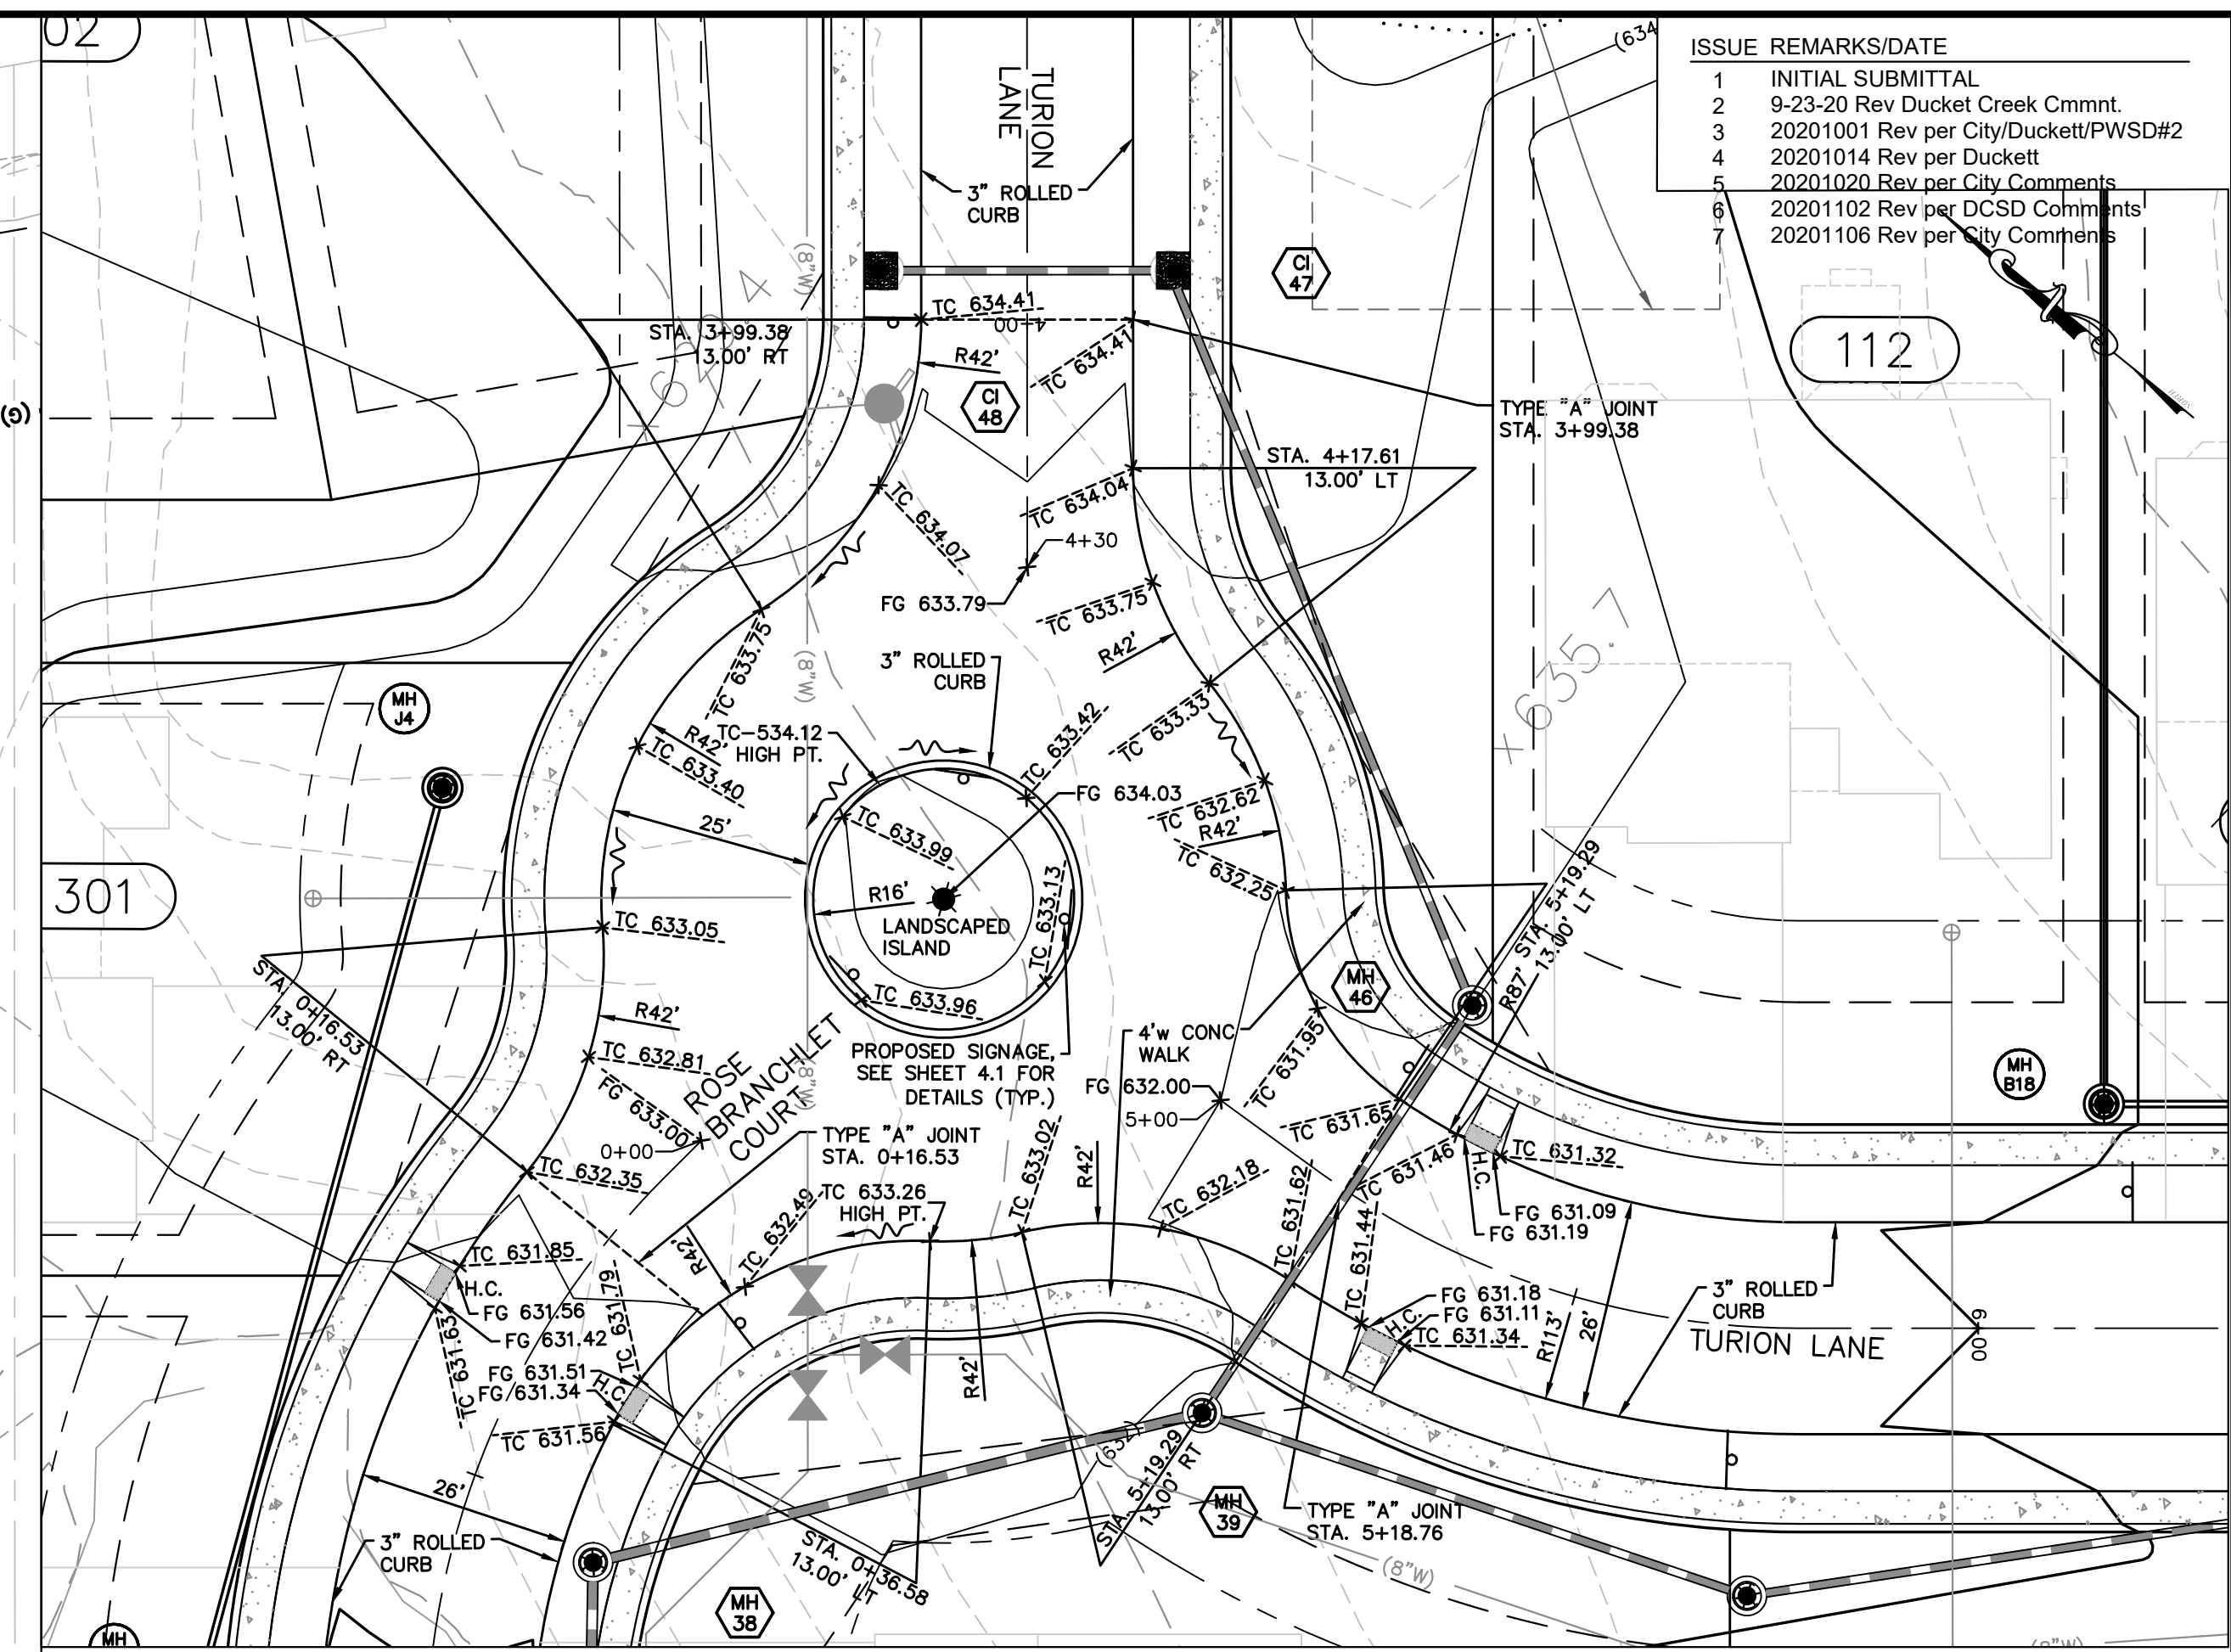 02
ISSUE REMARKS/DATE
1 INITIAL SUBMITTAL
2 9-23-20 Rev Ducket Creek Cmmnt.
3 20201001 Rev per City/Duckett/PWSD#2
4 20201014 Rev per Duckett
5 20201020 Rev per City Comments
6 20201102 Rev per DCSD Comments
7 20201106 Rev per City Comments
(634
TURION
LANE
3" ROLLED
CURB
(8"W)
CI
47
TC 634.41
4+00
STA. 3+99.38
13.00' RT
R42'
TC 634.41
112
(G)
CI
48
TYPE "A" JOINT
STA. 3+99.38
STA. 4+17.61
13.00' LT
TC 634.04
TC 634.07
4+30
FG 633.79
TC 633.75
R42'
x 635.7
TC 633.75
(8"W)
3" ROLLED
CURB
MH
J4
TC 633.33
TC-534.12
HIGH PT.
R42'
TC 633.40
TC 633.42
FG 634.03
TC 632.62
R42'
25'
TC 633.99
TC 632.25
301
R16'
LANDSCAPED
ISLAND
TC 633.13
TC 633.05
STA. 5+19.29
13.00' LT
R87'
STA. 0+16.53
13.00' RT
TC 633.96
MH
46
R42'
ROSE
BRANCHLET
COURT
(8"W)
PROPOSED SIGNAGE,
SEE SHEET 4.1 FOR
DETAILS (TYP.)
4'w CONC
WALK
TC 631.95
TC 632.81
FG 633.00
0+00
FG 632.00
5+00
MH
B18
TC 631.65
TYPE "A" JOINT
STA. 0+16.53
TC 632.35
TC 633.02
R42'
TC 632.18
TC 631.62
TC 631.46
H.C.
TC 631.32
FG 631.09
FG 631.19
TC 632.49
TC 633.26
HIGH PT.
R42'
TC 631.85
H.C.
FG 631.56
FG 631.42
TC 631.63
TC 631.79
FG 631.51
FG 631.34
H.C.
TC 631.56
TC 631.44
FG 631.18
FG 631.11
H.C.
TC 631.34
R113'
26'
3" ROLLED
CURB
TURION LANE
6+00
R42'
(632)
STA. 5+19.29
13.00' RT
MH
39
TYPE "A" JOINT
STA. 5+18.76
(8"W)
26'
3" ROLLED
CURB
STA. 0+36.58
13.00' LT
MH
38
MH
(8"W)